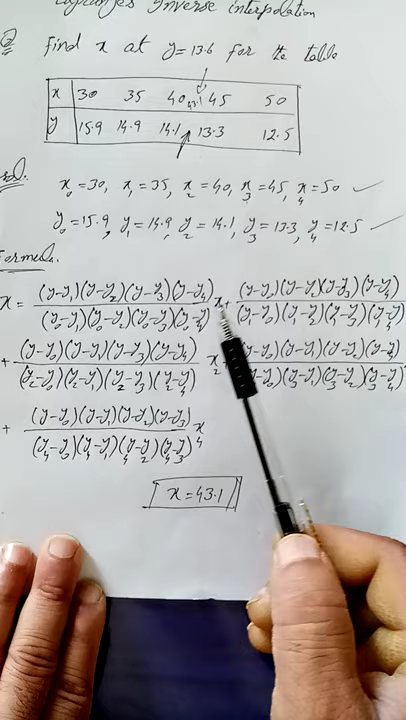 Lagrange's Inverse interpolation
Q Find x at y=13.6 for the table
x 30 35 40 43.1 45 50
y 15.9 14.9 14.1 13.3 12.5
Sol. x₀=30, x₁=35, x₂=40, x₃=45, x₄=50
y₀=15.9, y₁=14.9, y₂=14.1, y₃=13.3, y₄=12.5
Formula.
x = (y-y₁)(y-y₂)(y-y₃)(y-y₄) / (y₀-y₁)(y₀-y₂)(y₀-y₃)(y₀-y₄) x + (y-y₀)(y-y₂)(y-y₃)(y-y₄) / (y₁-y₀)(y₁-y₂)(y₁-y₃)(y₁-y₄)
+ (y-y₀)(y-y₁)(y-y₃)(y-y₄) / (y₂-y₀)(y₂-y₁)(y₂-y₃)(y₂-y₄) x₂ (y-y₀)(y-y₁)(y-y₂)(y-y₄) / (y₃-y₀)(y₃-y₁)(y₃-y₂)(y₃-y₄)
+ (y-y₀)(y-y₁)(y-y₂)(y-y₃) / (y₄-y₀)(y₄-y₁)(y₄-y₂)(y₄-y₃) x₄
x = 43.1